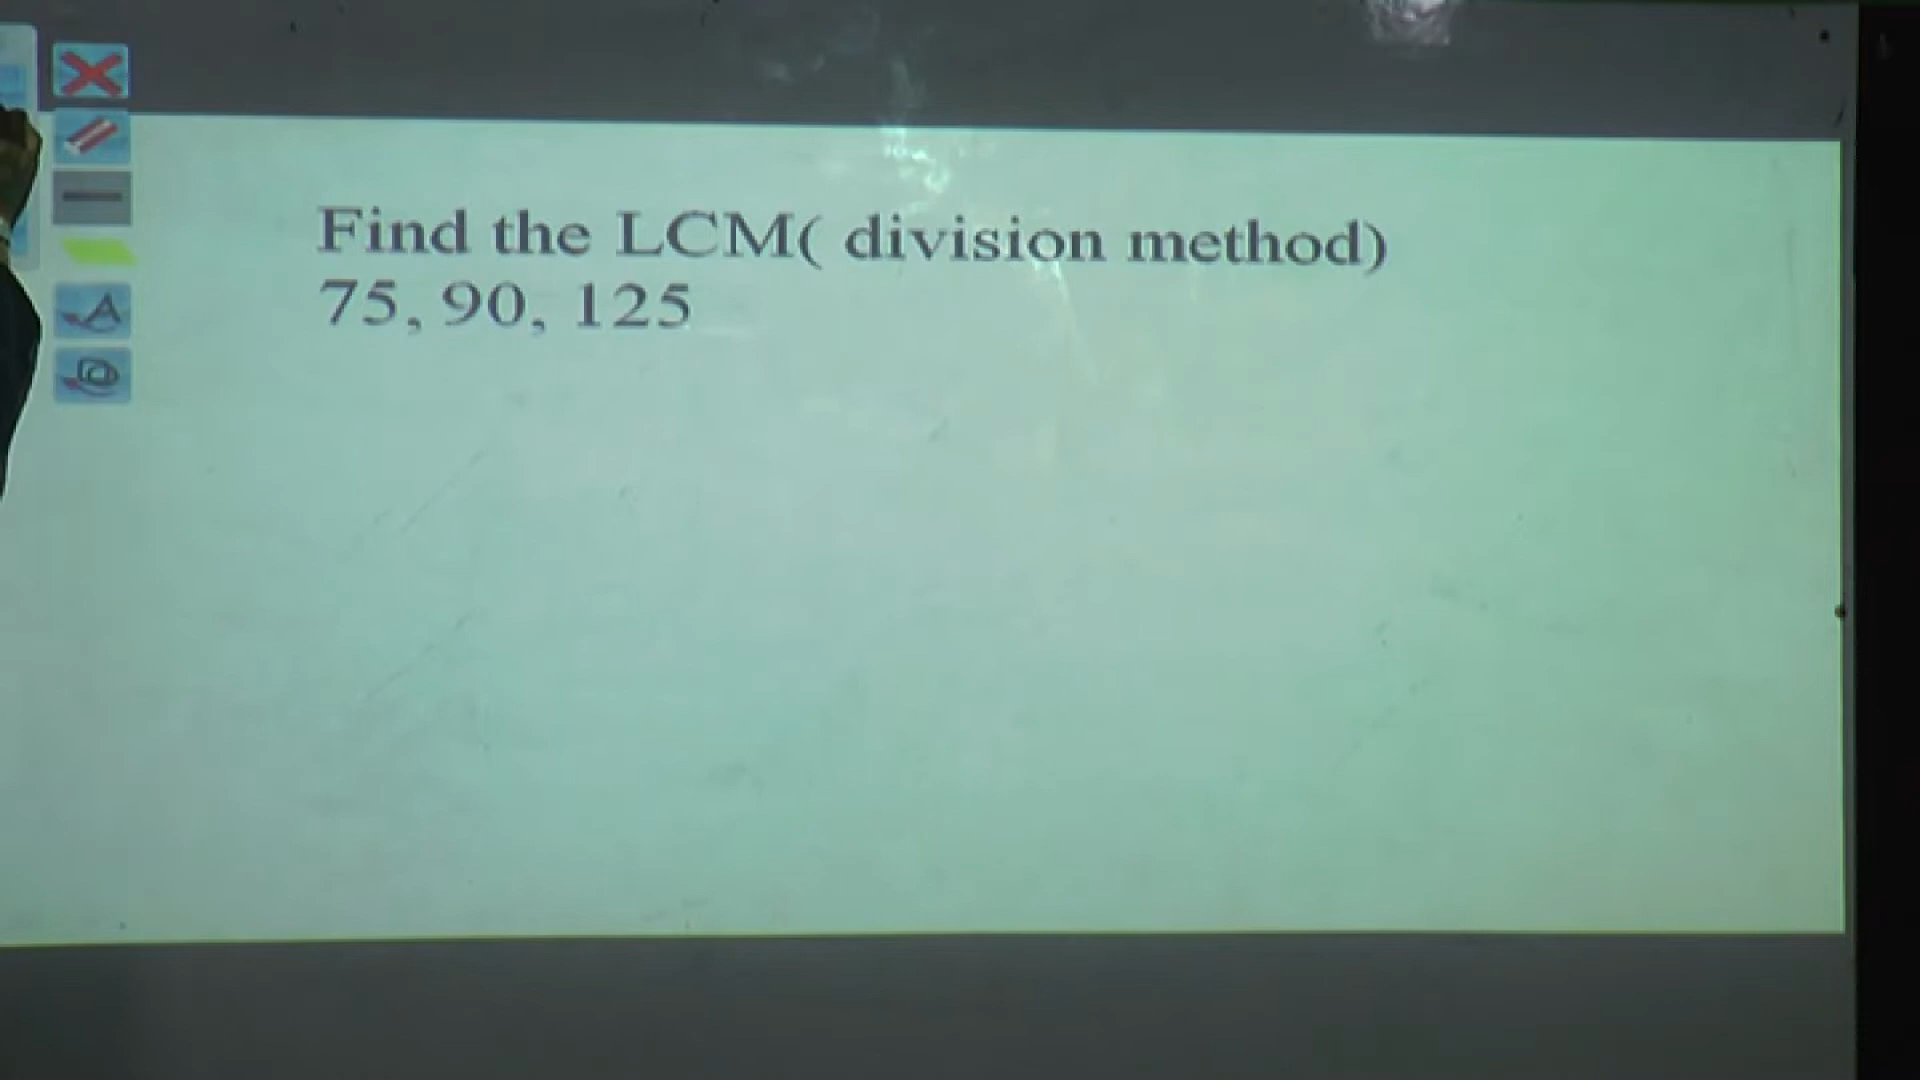 Find the LCM( division method)
75, 90, 125